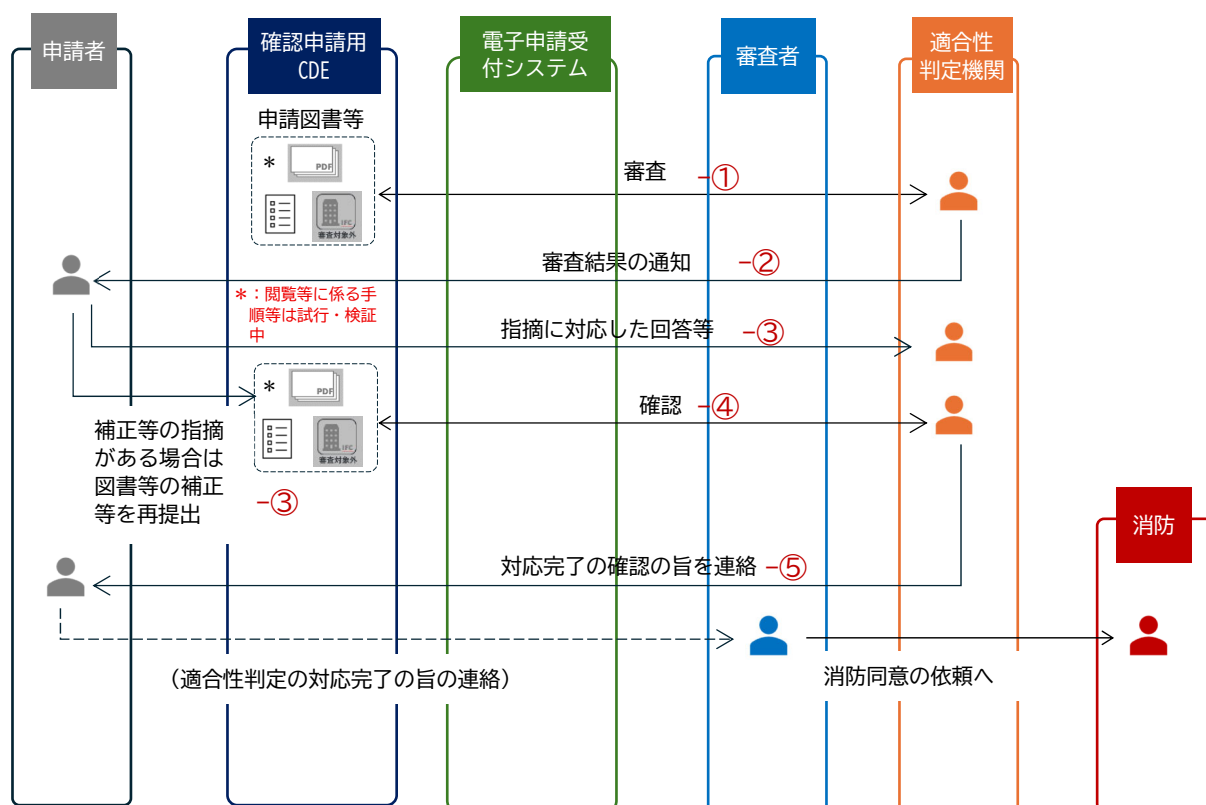 申請者
確認申請用
CDE
電子申請受
付システム
審査者
適合性
判定機関
申請図書等
*
PDF
IFC
審査対象外
審査
-①
審査結果の通知
-②
*：閲覧等に係る手
順等は試行・検証
中
指摘に対応した回答等
-③
*
PDF
IFC
審査対象外
確認
-④
補正等の指摘
がある場合は
図書等の補正
等を再提出
-③
消防
対応完了の確認の旨を連絡
-⑤
（適合性判定の対応完了の旨の連絡）
消防同意の依頼へ